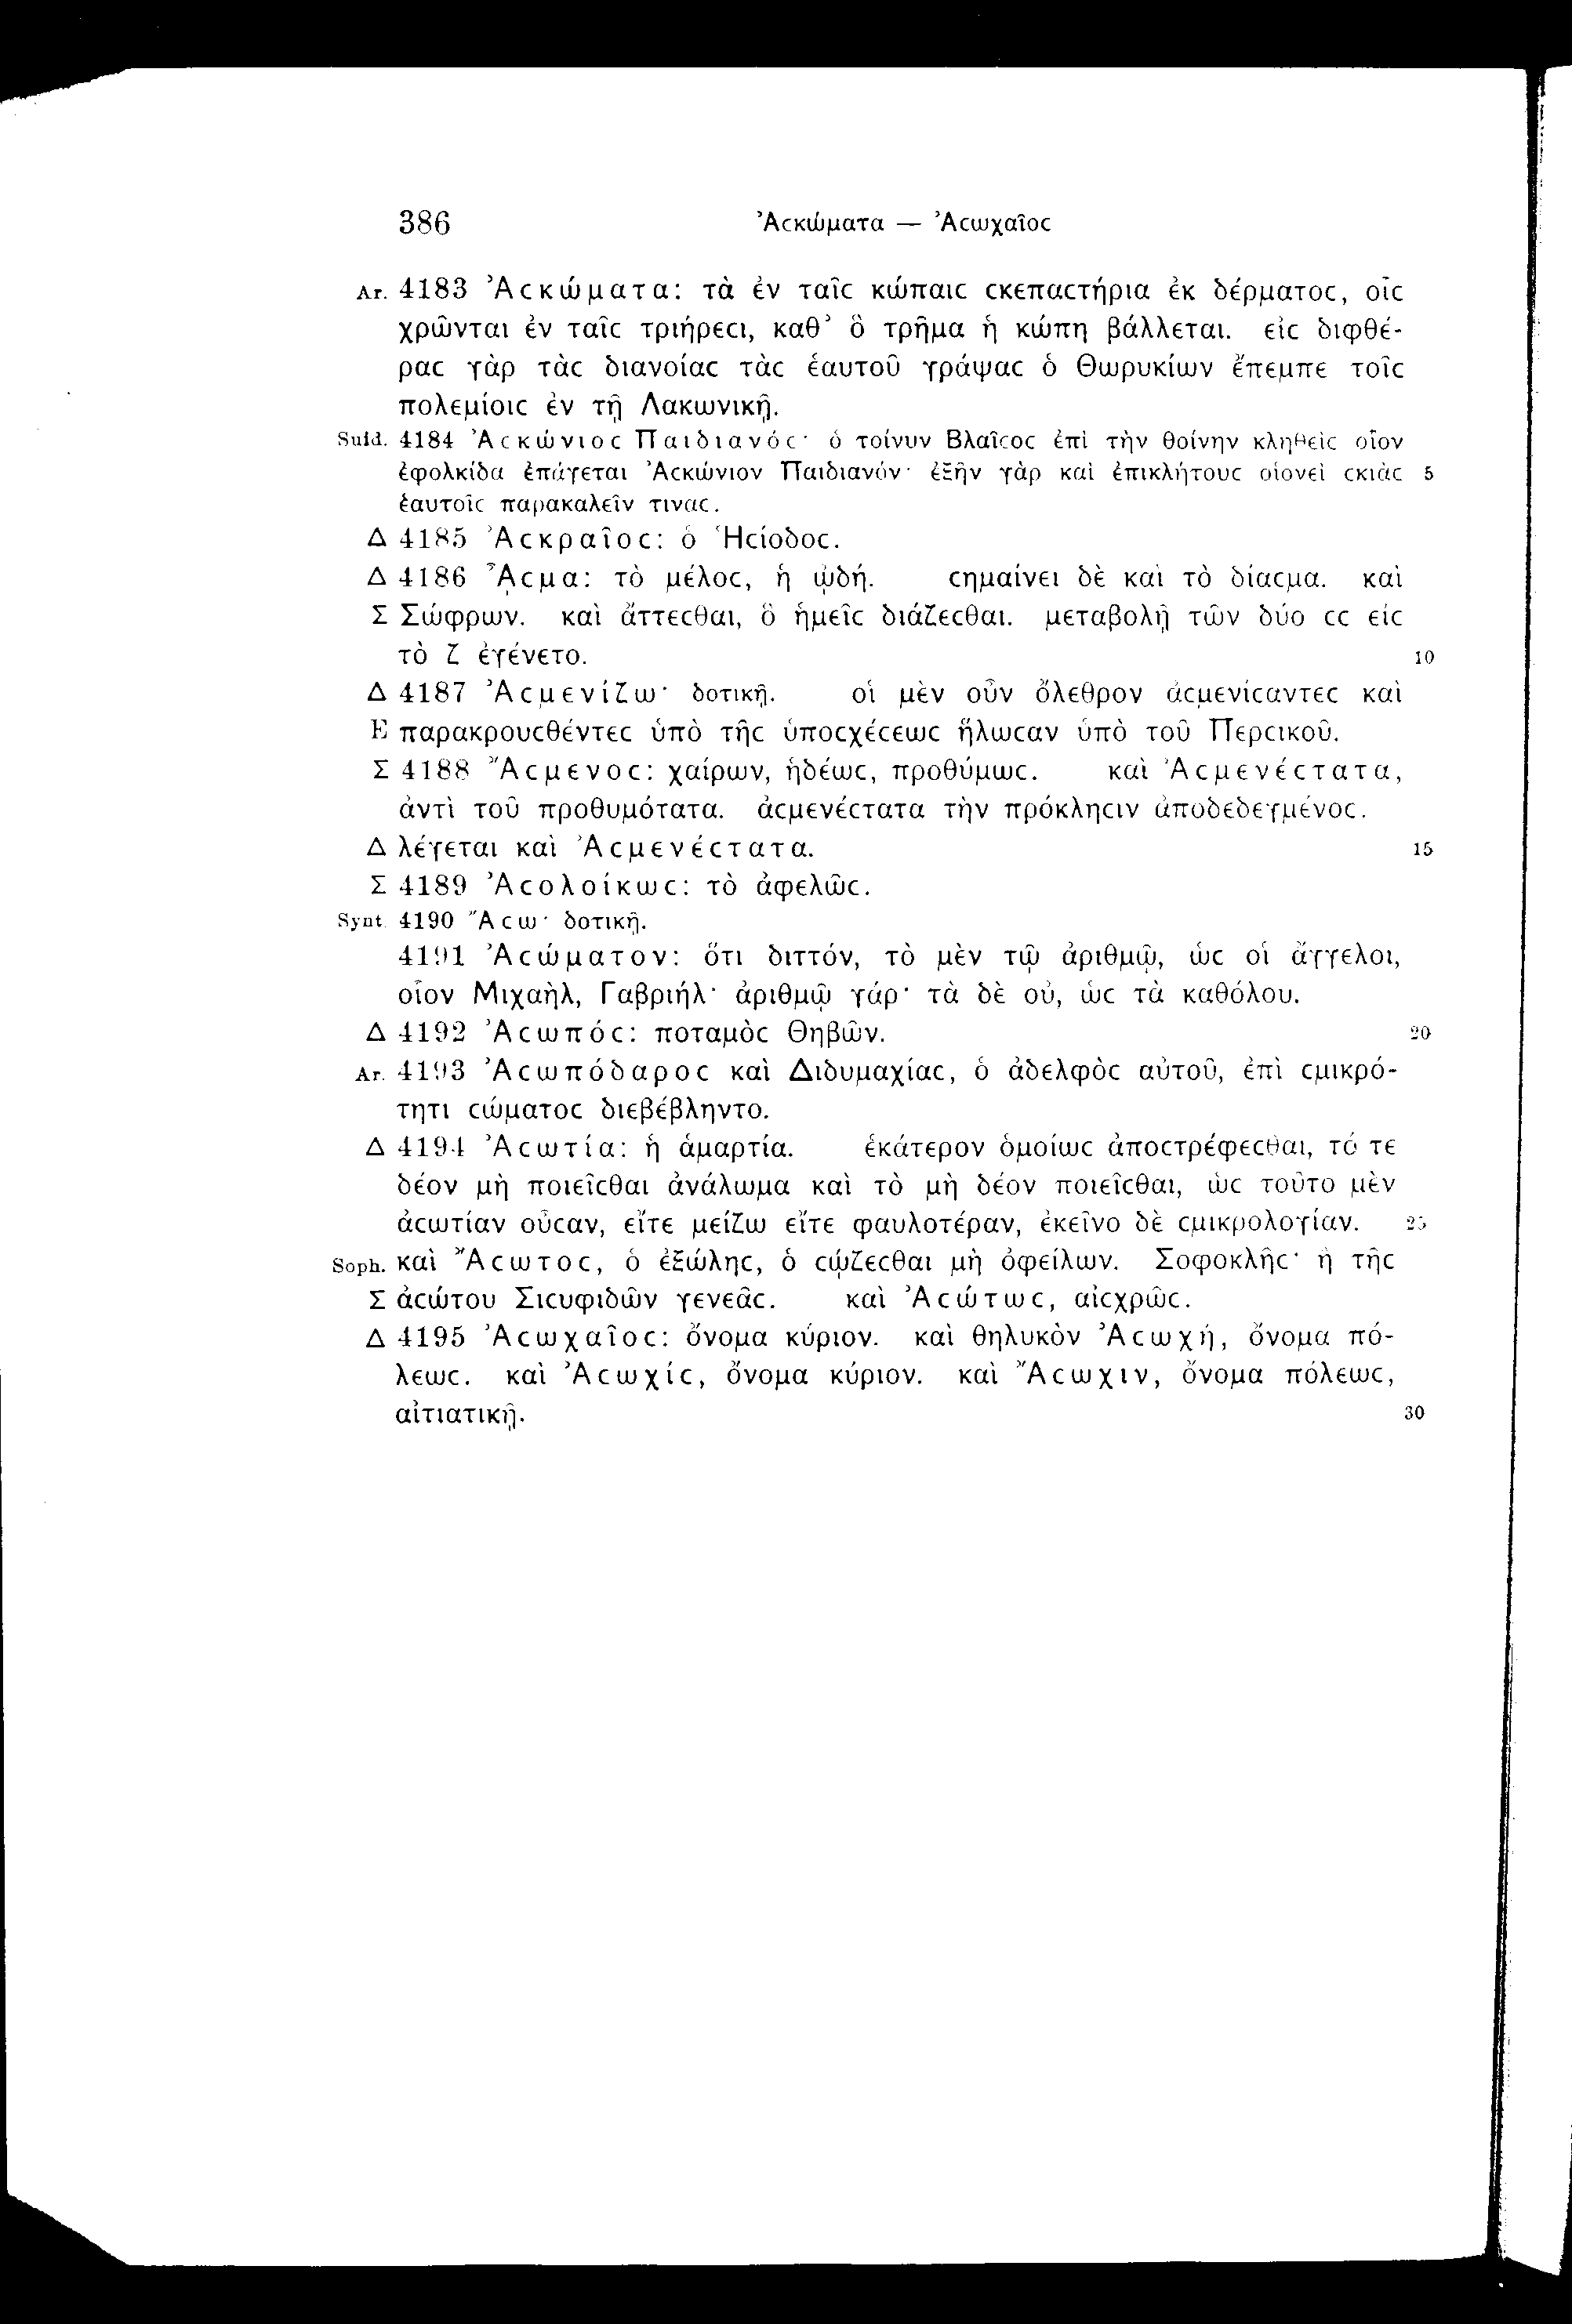 386 Ἀϲκώματα — Ἀϲωχαῖοϲ
Ar. 4183 Ἀϲκώματα: τὰ ἐν ταῖϲ κώπαιϲ ϲκεπαϲτήρια ἐκ δέρματοϲ, οἷϲ
χρῶνται ἐν ταῖϲ τριήρεϲι, καθ’ ὃ τρῆμα ἡ κώπη βάλλεται. εἰϲ διφθέ-
ραϲ γὰρ τὰϲ διανοίαϲ τὰϲ ἑαυτοῦ γράψαϲ ὁ Θωρυκίων ἔπεμπε τοῖϲ
πολεμίοιϲ ἐν τῇ Λακωνικῇ.
Suid. 4184 Ἀϲκώνιοϲ Παιδιανόϲ· ὁ τοίνυν Βλαῖϲοϲ ἐπὶ τὴν θοίνην κληθεὶϲ οἷον
ἐφολκίδα ἐπάγεται Ἀϲκώνιον Παιδιανόν· ἐξῆν γὰρ καὶ ἐπικλήτουϲ οἱονεὶ ϲκιὰϲ 5
ἑαυτοῖϲ παρακαλεῖν τιναϲ.
Δ 4185 Ἀϲκραῖοϲ: ὁ Ἡϲίοδοϲ.
Δ 4186 ᾎϲμα: τὸ μέλοϲ, ἡ ᾠδή. ϲημαίνει δὲ καὶ τὸ δίαϲμα. καὶ
Σ Σώφρων. καὶ ἄττεϲθαι, ὃ ἡμεῖϲ διάζεϲθαι. μεταβολῇ τῶν δύο ϲϲ εἰϲ
τὸ ζ ἐγένετο. 10
Δ 4187 Ἀϲμενίζω· δοτικῇ. οἱ μὲν οὖν ὄλεθρον ἀϲμενίϲαντεϲ καὶ
E παρακρουϲθέντεϲ ὑπὸ τῆϲ ὑποϲχέϲεωϲ ἥλωϲαν ὑπὸ τοῦ Περϲικοῦ.
Σ 4188 Ἄϲμενοϲ: χαίρων, ἡδέωϲ, προθύμωϲ. καὶ Ἀϲμενέϲτατα,
ἀντὶ τοῦ προθυμότατα. ἀϲμενέϲτατα τὴν πρόκληϲιν ἀποδεδεγμένοϲ.
Δ λέγεται καὶ Ἀϲμενέϲτατα. 15
Σ 4189 Ἀϲολοίκωϲ: τὸ ἀφελῶϲ.
Synt. 4190 Ἄϲω· δοτικῇ.
4191 Ἀϲώματον: ὅτι διττόν, τὸ μὲν τῷ ἀριθμῷ, ὡϲ οἱ ἄγγελοι,
οἷον Μιχαὴλ, Γαβριήλ· ἀριθμῷ γάρ· τὰ δὲ οὐ, ὡϲ τὰ καθόλου.
Δ 4192 Ἀϲωπόϲ: ποταμὸϲ Θηβῶν. 20
Ar. 4193 Ἀϲωπόδαροϲ καὶ Διδυμαχίαϲ, ὁ ἀδελφὸϲ αὐτοῦ, ἐπὶ ϲμικρό-
τητι ϲώματοϲ διεβέβληντο.
Δ 4194 Ἀϲωτία: ἡ ἁμαρτία. ἑκάτερον ὁμοίωϲ ἀποϲτρέφεϲθαι, τό τε
δέον μὴ ποιεῖϲθαι ἀνάλωμα καὶ τὸ μὴ δέον ποιεῖϲθαι, ὡϲ τοῦτο μὲν
ἀϲωτίαν οὖϲαν, εἴτε μείζω εἴτε φαυλοτέραν, ἐκεῖνο δὲ ϲμικρολογίαν. 25
Soph. καὶ Ἄϲωτοϲ, ὁ ἐξώληϲ, ὁ ϲῴζεϲθαι μὴ ὀφείλων. Σοφοκλῆϲ· ἢ τῆϲ
Σ ἀϲώτου Σιϲυφιδῶν γενεᾶϲ. καὶ Ἀϲώτωϲ, αἰϲχρῶϲ.
Δ 4195 Ἀϲωχαῖοϲ: ὄνομα κύριον. καὶ θηλυκὸν Ἀϲωχή, ὄνομα πό-
λεωϲ. καὶ Ἀϲωχίϲ, ὄνομα κύριον. καὶ Ἄϲωχιν, ὄνομα πόλεωϲ,
αἰτιατικῇ. 30